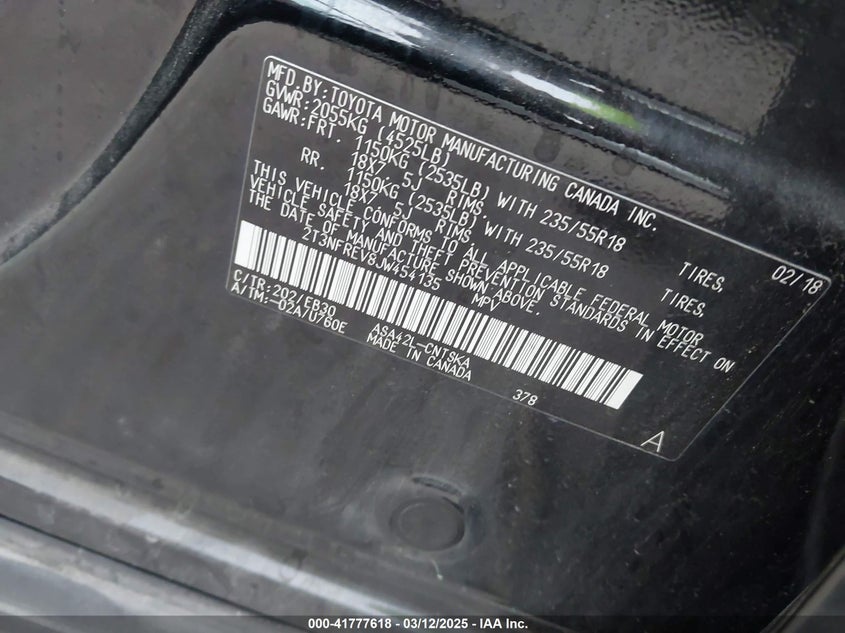 MFD.BY:TOYOTA MOTOR MANUFACTURING CANADA INC. 02/18
GVWR:2055KG (4525LB)
GAWR:FRT. 1150KG (2535LB) WITH 235/55R18 TIRES,
18X7.5J RIMS.
RR. 1150KG (2535LB) WITH 235/55R18 TIRES,
18X7.5J RIMS.
THIS VEHICLE CONFORMS TO ALL APPLICABLE FEDERAL MOTOR
VEHICLE SAFETY AND THEFT PREVENTION STANDARDS IN EFFECT ON
THE DATE OF MANUFACTURE SHOWN ABOVE.
2T3NFREV8JW454135 MPV
C/TR:202/EB30 ASA42L-CNTSKA
A/TM:-02A/U760E MADE IN CANADA
378
A
000-41777618 - 03/12/2025 - IAA Inc.